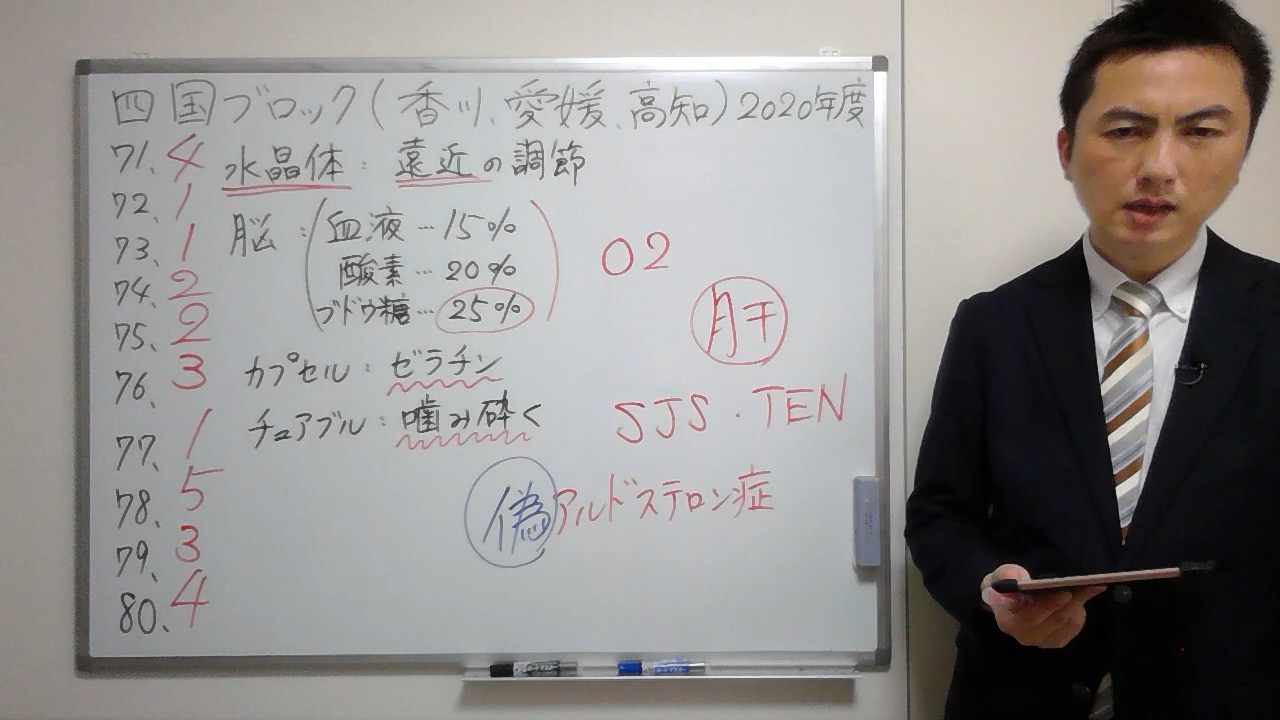 四国ブロック(香川、愛媛、高知)2020年度
71、4 水晶体：遠近の調節
72、1
73、1 脳：(血液…15%
酸素…20%
ブドウ糖…25%)
O2
74、2
肝
75、2
76、3 カプセル：ゼラチン
77、1 チュアブル：噛み砕く
SJS・TEN
78、5
偽アルドステロン症
79、3
80、4